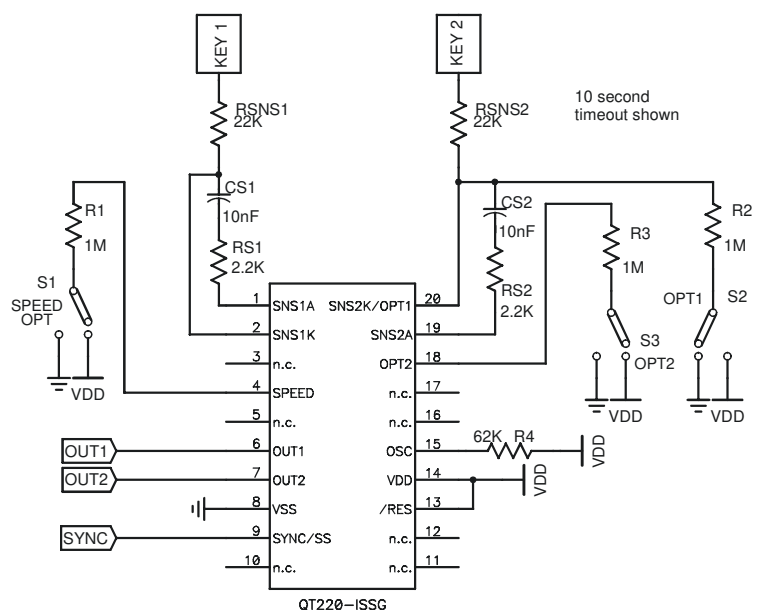 KEY 1
KEY 2
RSNS1
22K
RSNS2
22K
10 second
timeout shown
CS1
10nF
CS2
10nF
R1
1M
R2
1M
R3
1M
RS1
2.2K
RS2
2.2K
S1
SPEED
OPT
OPT1
S2
S3
OPT2
VDD
VDD
VDD
1 SNS1A
SNS2K/OPT1 20
2 SNS1K
SNS2A 19
3 n.c.
OPT2 18
4 SPEED
n.c. 17
5 n.c.
n.c. 16
OUT1
6 OUT1
OSC 15
62K R4
VDD
OUT2
7 OUT2
VDD 14
VDD
8 VSS
/RES 13
SYNC
9 SYNC/SS
n.c. 12
10 n.c.
n.c. 11
QT220-ISSG